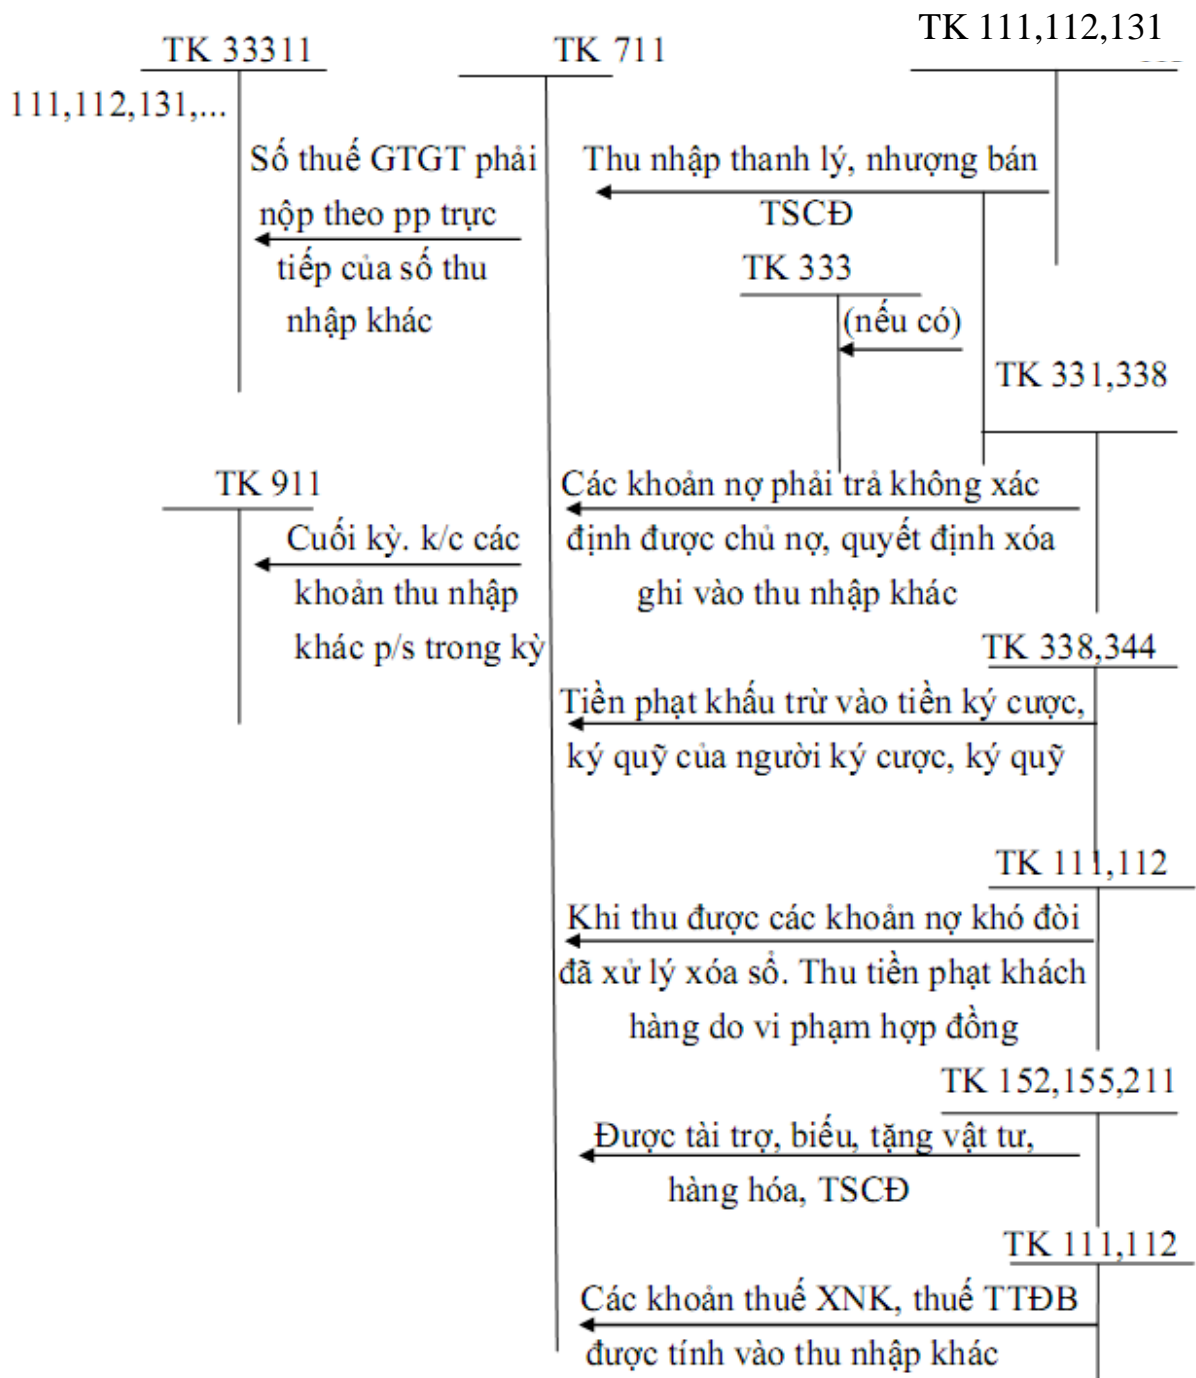 TK 111,112,131
TK 33311
TK 711
111,112,131,...
Số thuế GTGT phải
nộp theo pp trực
tiếp của số thu
nhập khác
Thu nhập thanh lý, nhượng bán
TSCĐ
TK 333
(nếu có)
TK 331,338
TK 911
Cuối kỳ. k/c các
khoản thu nhập
khác p/s trong kỳ
Các khoản nợ phải trả không xác
định được chủ nợ, quyết định xóa
ghi vào thu nhập khác
TK 338,344
Tiền phạt khấu trừ vào tiền ký cược,
ký quỹ của người ký cược, ký quỹ
TK 111,112
Khi thu được các khoản nợ khó đòi
đã xử lý xóa sổ. Thu tiền phạt khách
hàng do vi phạm hợp đồng
TK 152,155,211
Được tài trợ, biếu, tặng vật tư,
hàng hóa, TSCĐ
TK 111,112
Các khoản thuế XNK, thuế TTĐB
được tính vào thu nhập khác